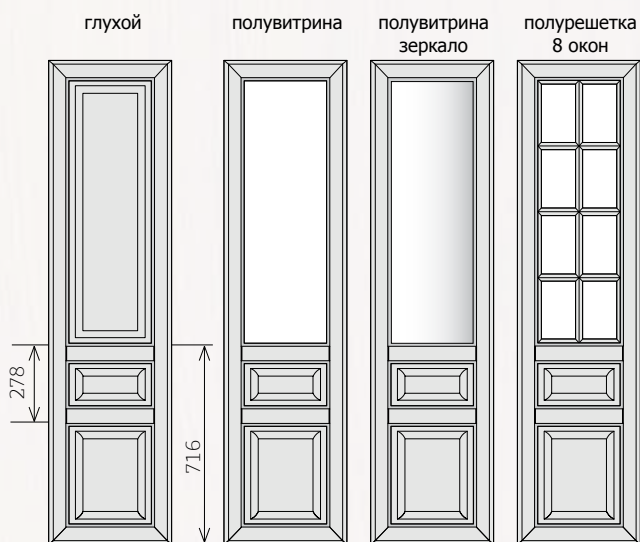 глухой
полувитрина
полувитрина
зеркало
полурешетка
8 окон
278
716